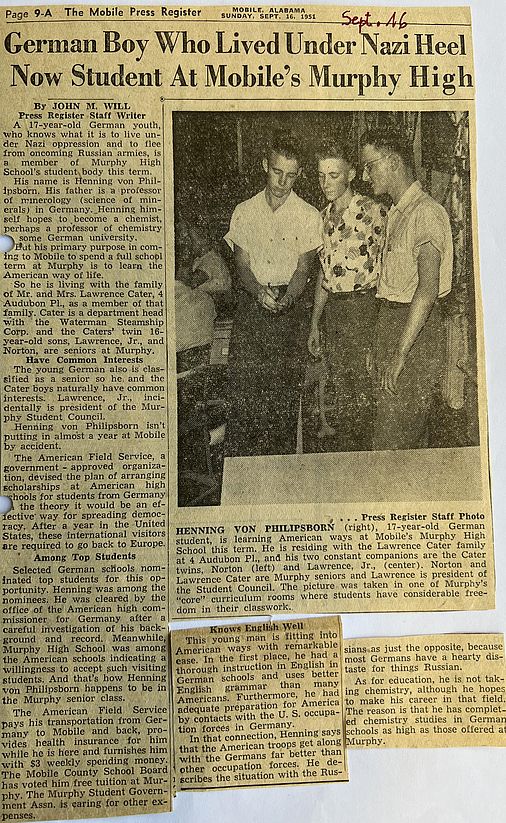 Page 9-A The Mobile Press Register
MOBILE, ALABAMA
SUNDAY, SEPT. 16, 1951
Sept. 16
German Boy Who Lived Under Nazi Heel
Now Student At Mobile's Murphy High
By JOHN M. WILL
Press Register Staff Writer
A 17-year-old German youth,
who knows what it is to live un-
der Nazi oppression and to flee
from oncoming Russian armies, is
a member of Murphy High
School's student body this term.
His name is Henning von Phil-
ipsborn. His father is a professor
of minerology (science of min-
erals) in Germany. Henning him-
self hopes to become a chemist,
perhaps a professor of chemistry
some German university.
But his primary purpose in com-
ing to Mobile to spend a full school
term at Murphy is to learn the
American way of life.
So he is living with the family
of Mr. and Mrs. Lawrence Cater, 4
Audubon Pl., as a member of that
family. Cater is a department head
with the Waterman Steamship
Corp. and the Caters' twin 16-
year-old sons, Lawrence, Jr., and
Norton, are seniors at Murphy.
Have Common Interests
The young German also is clas-
sified as a senior so he and the
Cater boys naturally have common
interests. Lawrence, Jr., inci-
dentally is president of the Mur-
phy Student Council.
Henning von Philipsborn isn't
putting in almost a year at Mobile
by accident.
The American Field Service, a
government - approved organiza-
tion, devised the plan of arranging
scholarships at American high
schools for students from Germany
the theory it would be an ef-
fective way for spreading democ-
racy. After a year in the United
States, these international visitors
are required to go back to Europe.
Among Top Students
Selected German schools nom-
inated top students for this op-
portunity. Henning was among the
nominees. He was cleared by the
office of the American high com-
missioner for Germany after a
careful investigation of his back-
ground and record. Meanwhile,
Murphy High School was among
the American schools indicating a
willingness to accept such visiting
students. And that's how Henning
von Philipsborn happens to be in
the Murphy senior class.
The American Field Service
pays his transportation from Ger-
many to Mobile and back, pro-
vides health insurance for him
while he is here and furnishes him
with $3 weekly spending money.
The Mobile County School Board
has voted him free tuition at Mur-
phy. The Murphy Student Govern-
ment Assn. is caring for other ex-
penses.
. . . Press Register Staff Photo
HENNING VON PHILIPSBORN (right), 17-year-old German
student, is learning American ways at Mobile's Murphy High
School this term. He is residing with the Lawrence Cater family
at 4 Audubon Pl., and his two constant companions are the Cater
twins, Norton (left) and Lawrence, Jr., (center). Norton and
Lawrence Cater are Murphy seniors and Lawrence is president of
the Student Council. The picture was taken in one of Murphy's
"core" curriculum rooms where students have considerable free-
dom in their classwork.
Knows English Well
This young man is fitting into
American ways with remarkable
ease. In the first place, he had a
thorough instruction in English in
German schools and uses better
English grammar than many
Americans. Furthermore, he had
adequate preparation for America
by contacts with the U. S. occupa-
tion forces in Germany.
In that connection, Henning says
that the American troops get along
with the Germans far better than
other occupation forces. He de-
scribes the situation with the Rus-
sians as just the opposite, because
most Germans have a hearty dis-
taste for things Russian.
As for education, he is not tak-
ing chemistry, although he hopes
to make his career in that field.
The reason is that he has complet-
ed chemistry studies in German
schools as high as those offered at
Murphy.